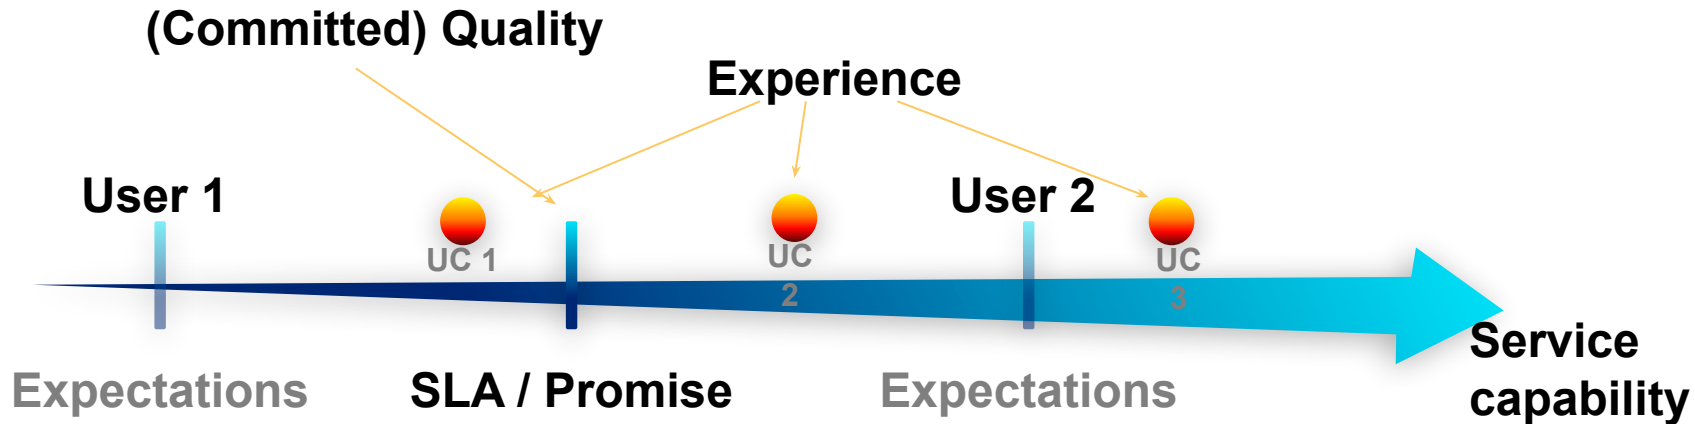 (Committed) Quality
Experience
User 1
User 2
UC 1
UC
2
UC
3
Expectations
SLA / Promise
Expectations
Service
capability